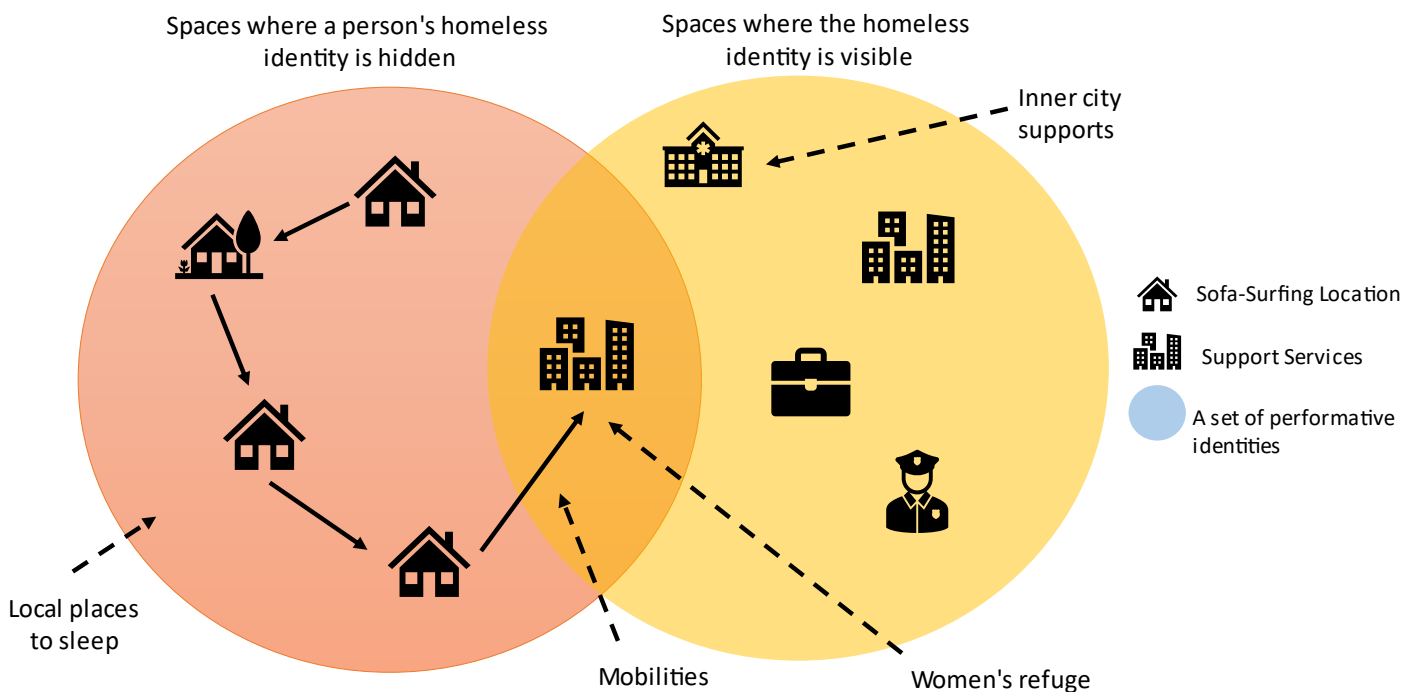 Spaces where a person's homeless
identity is hidden
Spaces where the homeless
identity is visible
Inner city
supports
Sofa-Surfing Location
Support Services
A set of performative
identities
Local places
to sleep
Mobilities
Women's refuge